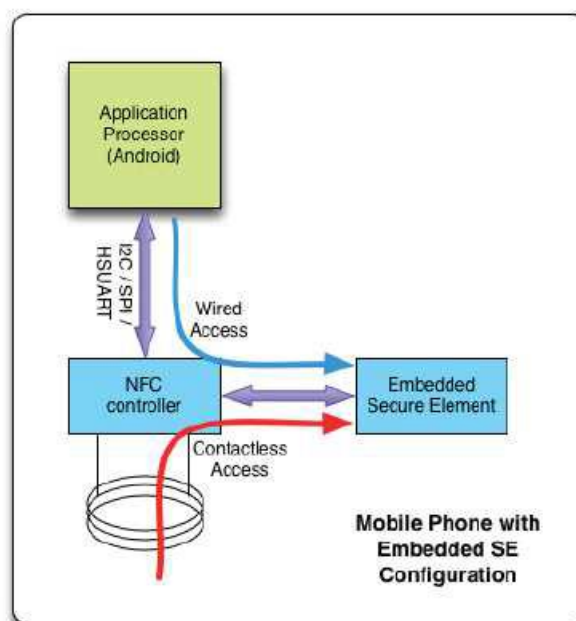 Application
Processor
(Android)
I2C / SPI /
HSUART
Wired
Access
NFC
controller
Embedded
Secure Element
Contactless
Access
Mobile Phone with
Embedded SE
Configuration